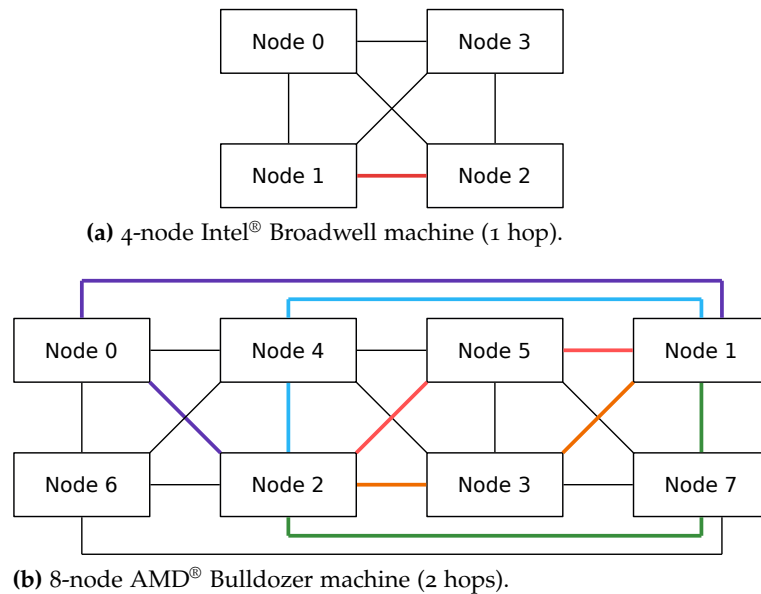 Node 0 Node 3
Node 1 Node 2
(a) 4-node Intel® Broadwell machine (1 hop).
Node 0 Node 4 Node 5 Node 1
Node 6 Node 2 Node 3 Node 7
(b) 8-node AMD® Bulldozer machine (2 hops).